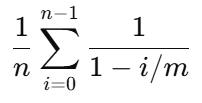 \frac{1}{n} \sum_{i=0}^{n-1} \frac{1}{1 - i/m}